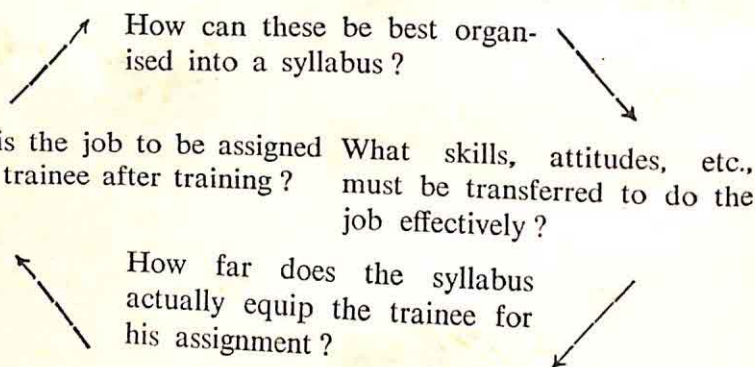 How can these be best organ-
ised into a syllabus ?
is the job to be assigned
trainee after training ?
What skills, attitudes, etc.,
must be transferred to do the
job effectively ?
How far does the syllabus
actually equip the trainee for
his assignment ?